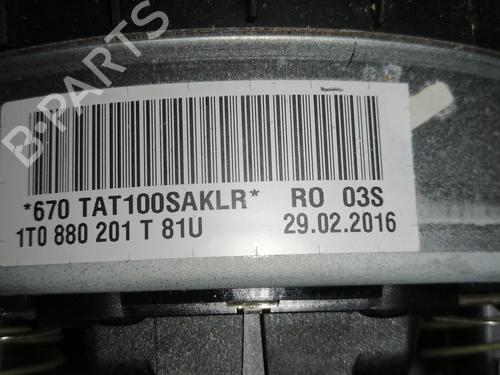 B-PARTS
*670 TAT100SAKLR* RO 03S
1T0 880 201 T 81U 29.02.2016